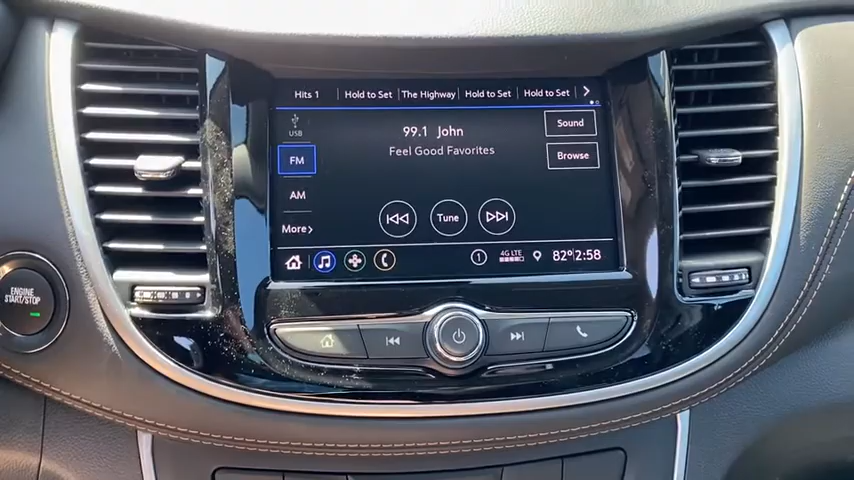 Hits 1 Hold to Set The Highway Hold to Set Hold to Set
USB
99.1 John
Sound
FM
Feel Good Favorites
Browse
AM
Tune
More
1 4G LTE 82° 2:58
ENGINE
START
STOP